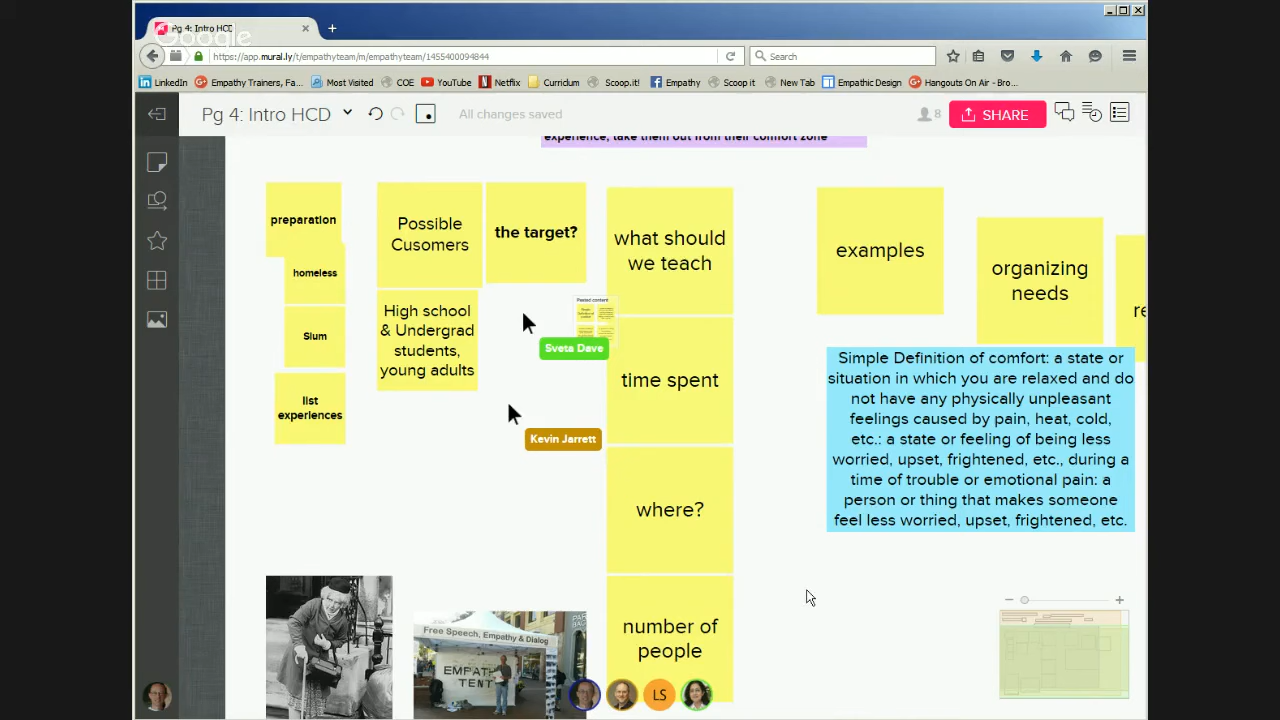 Pg 4: Intro HCD
Google
https://app.mural.ly/t/empathyteam/m/empathyteam/1455400094844
Search
LinkedIn
Empathy Trainers, Fa...
Most Visited
COE
YouTube
Netflix
Curriclum
Scoop.it!
Empathy
Scoop it
New Tab
Empathic Design
Hangouts On Air - Bro...
Pg 4: Intro HCD
All changes saved
8
SHARE
experience, take them out from their comfort zone
preparation
homeless
Slum
list
experiences
Possible
Cusomers
High school
& Undergrad
students,
young adults
the target?
Pasted content
Sveta Dave
Kevin Jarrett
what should
we teach
time spent
where?
number of
people
examples
organizing
needs
re
Simple Definition of comfort: a state or
situation in which you are relaxed and do
not have any physically unpleasant
feelings caused by pain, heat, cold,
etc.: a state or feeling of being less
worried, upset, frightened, etc., during a
time of trouble or emotional pain: a
person or thing that makes someone
feel less worried, upset, frightened, etc.
Free Speech, Empathy & Dialog
EMPATH
TENT
LS